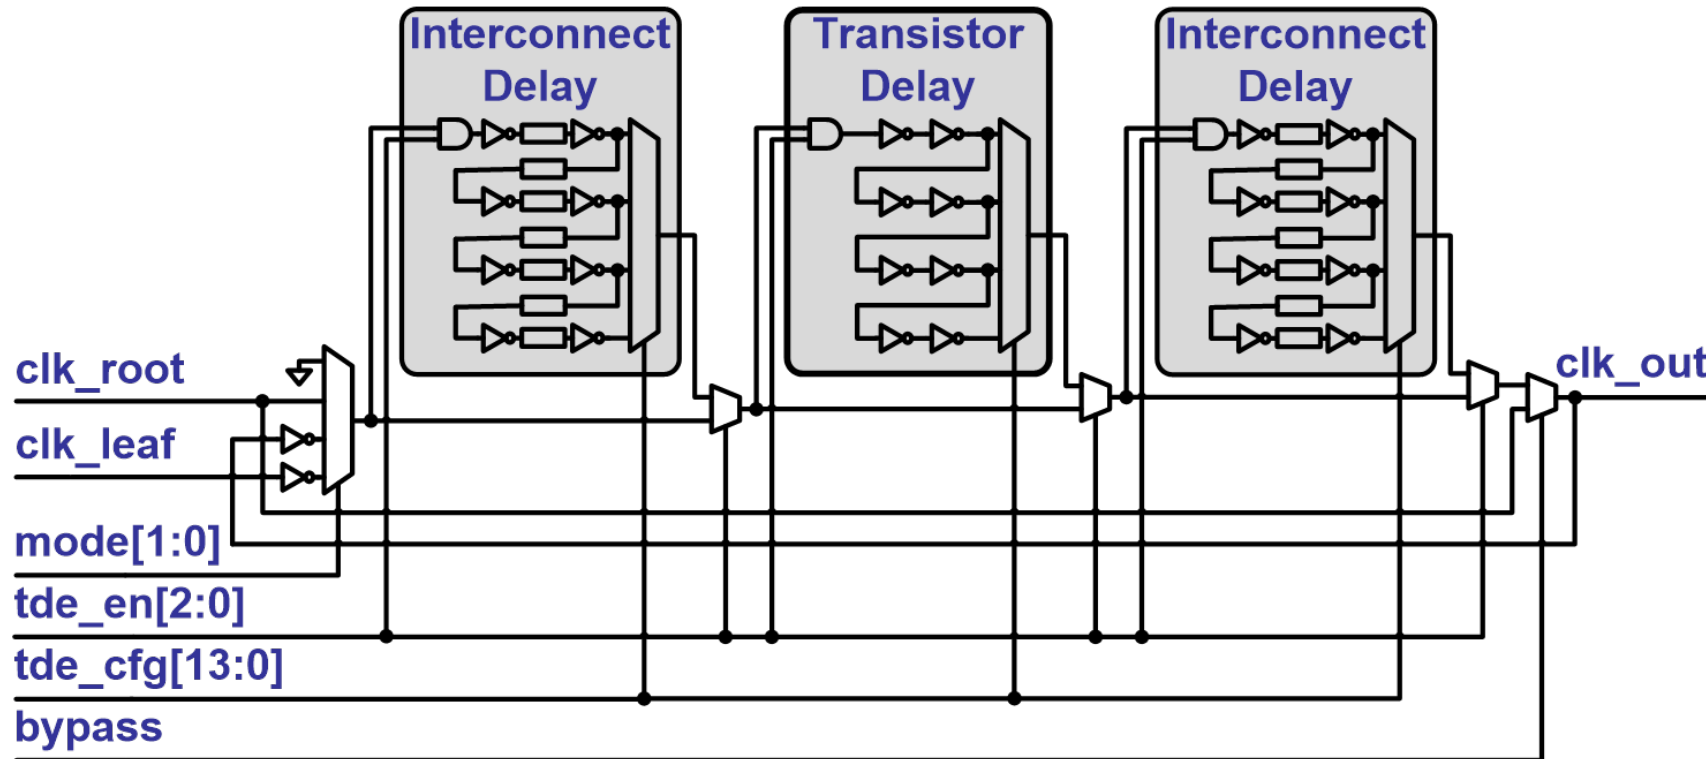 Interconnect
Delay
Transistor
Delay
Interconnect
Delay
clk_root
clk_leaf
mode[1:0]
tde_en[2:0]
tde_cfg[13:0]
bypass
clk_out